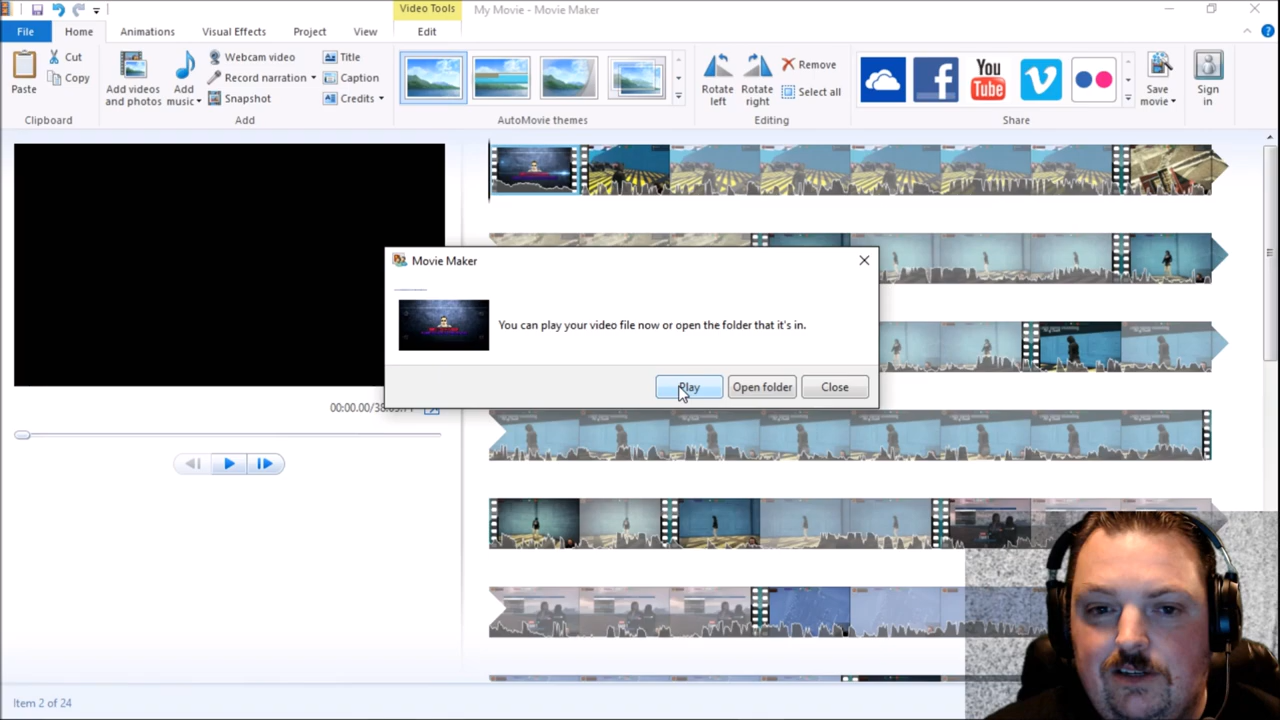 Video Tools
My Movie - Movie Maker
File
Home
Animations
Visual Effects
Project
View
Edit
Paste
Cut
Copy
Clipboard
Add videos
and photos
Add
music
Webcam video
Record narration
Snapshot
Title
Caption
Credits
Add
AutoMovie themes
Rotate
left
Rotate
right
Remove
Select all
Editing
You
Tube
Share
Save
movie
Sign
in
Movie Maker
You can play your video file now or open the folder that it's in.
Play
Open folder
Close
Item 2 of 24